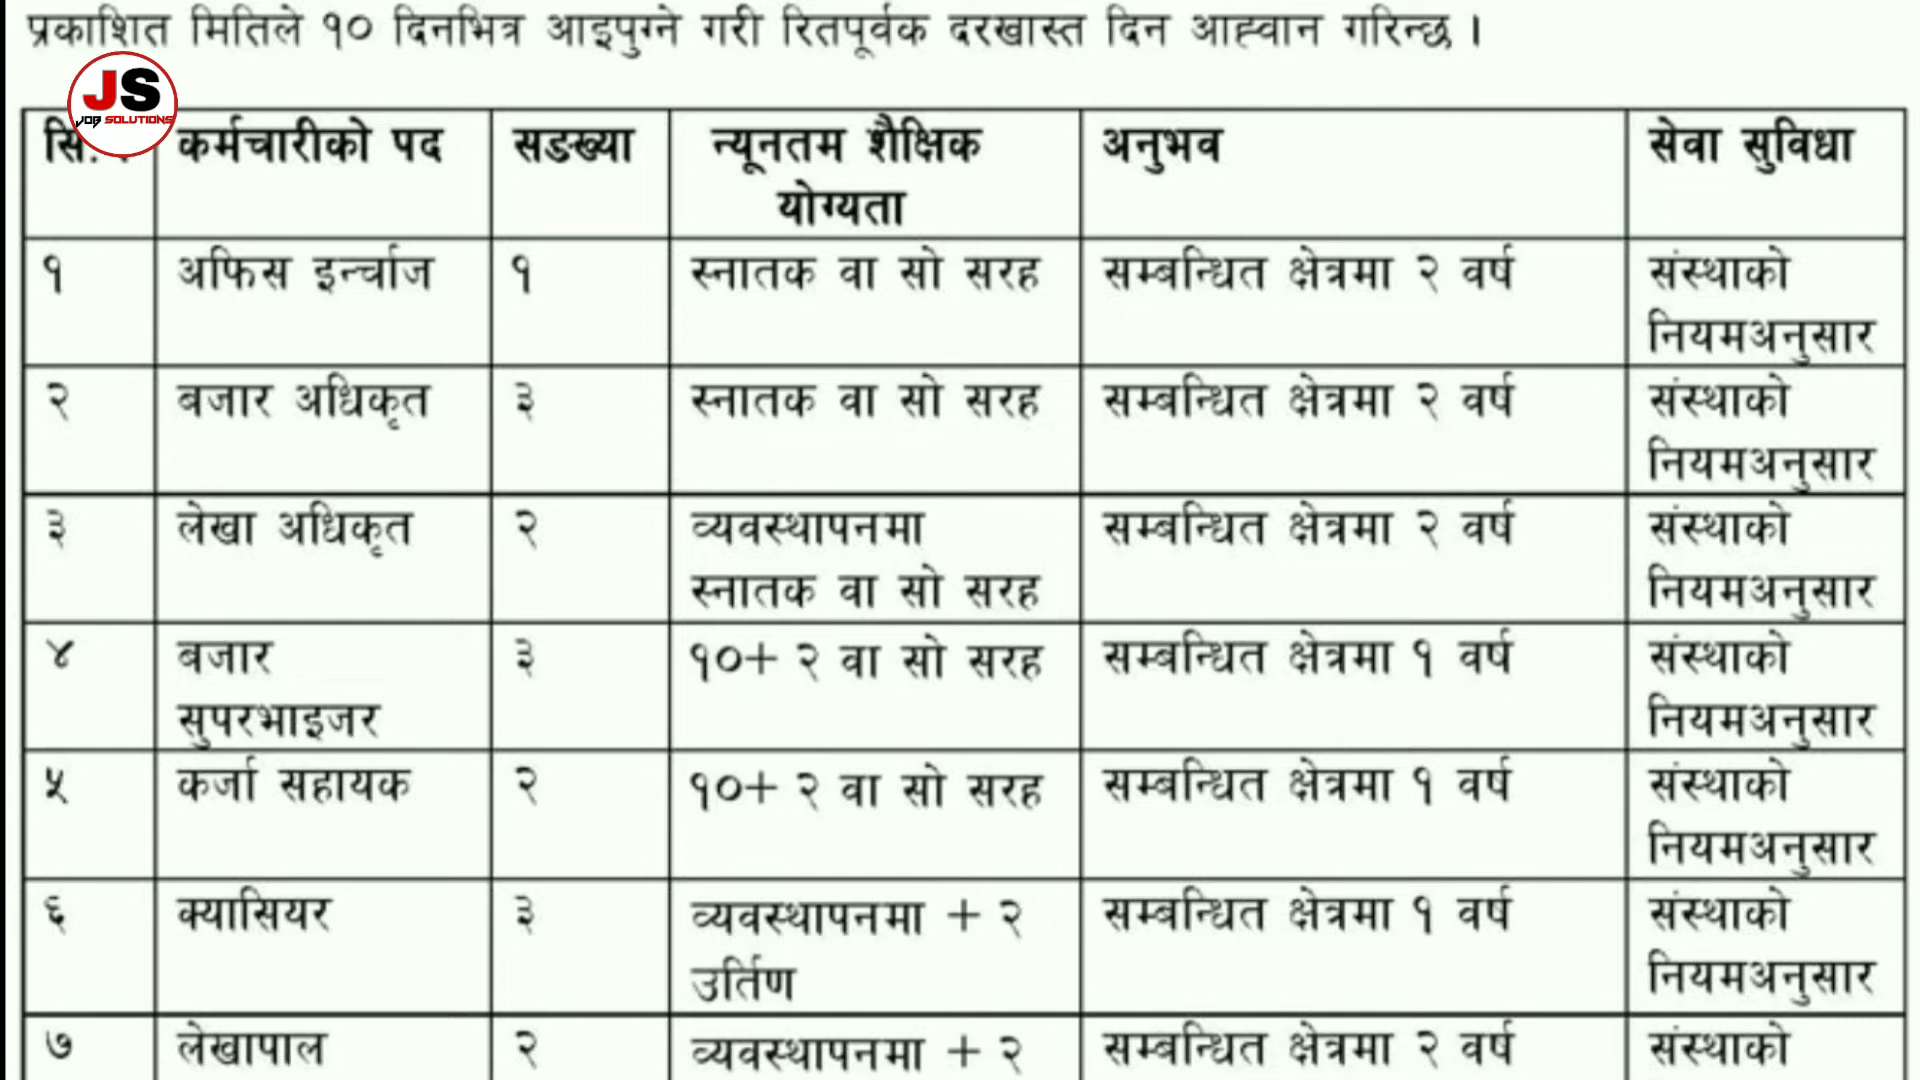 प्रकाशित मितिले १० दिनभित्र आइपुग्ने गरी रितपूर्वक दरखास्त दिन आह्वान गरिन्छ ।
JS
JOB SOLUTIONS
सि. कर्मचारीको पद सङख्या न्यूनतम शैक्षिक अनुभव सेवा सुविधा
योग्यता
१ अफिस इर्न्चाज १ स्नातक वा सो सरह सम्बन्धित क्षेत्रमा २ वर्ष संस्थाको
नियमअनुसार
२ बजार अधिकृत ३ स्नातक वा सो सरह सम्बन्धित क्षेत्रमा २ वर्ष संस्थाको
नियमअनुसार
३ लेखा अधिकृत २ व्यवस्थापनमा सम्बन्धित क्षेत्रमा २ वर्ष संस्थाको
स्नातक वा सो सरह नियमअनुसार
४ बजार ३ १०+ २ वा सो सरह सम्बन्धित क्षेत्रमा १ वर्ष संस्थाको
सुपरभाइजर नियमअनुसार
५ कर्जा सहायक २ १०+ २ वा सो सरह सम्बन्धित क्षेत्रमा १ वर्ष संस्थाको
नियमअनुसार
६ क्यासियर ३ व्यवस्थापनमा + २ सम्बन्धित क्षेत्रमा १ वर्ष संस्थाको
उर्तिण नियमअनुसार
७ लेखापाल २ व्यवस्थापनमा + २ सम्बन्धित क्षेत्रमा २ वर्ष संस्थाको